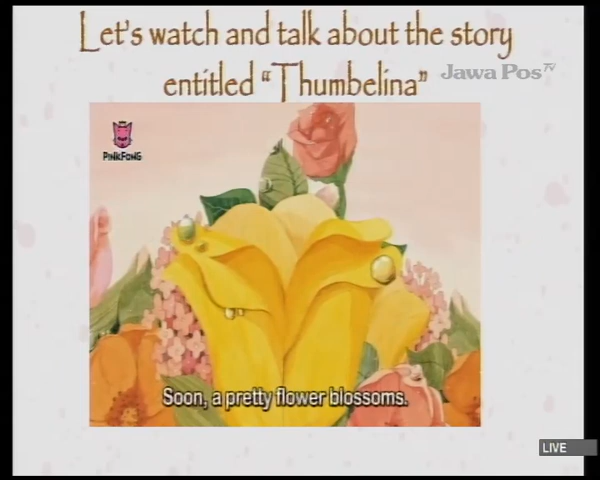 Let's watch and talk about the story
entitled "Thumbelina"
Jawa Pos TV
PINKFONG
Soon, a pretty flower blossoms.
LIVE